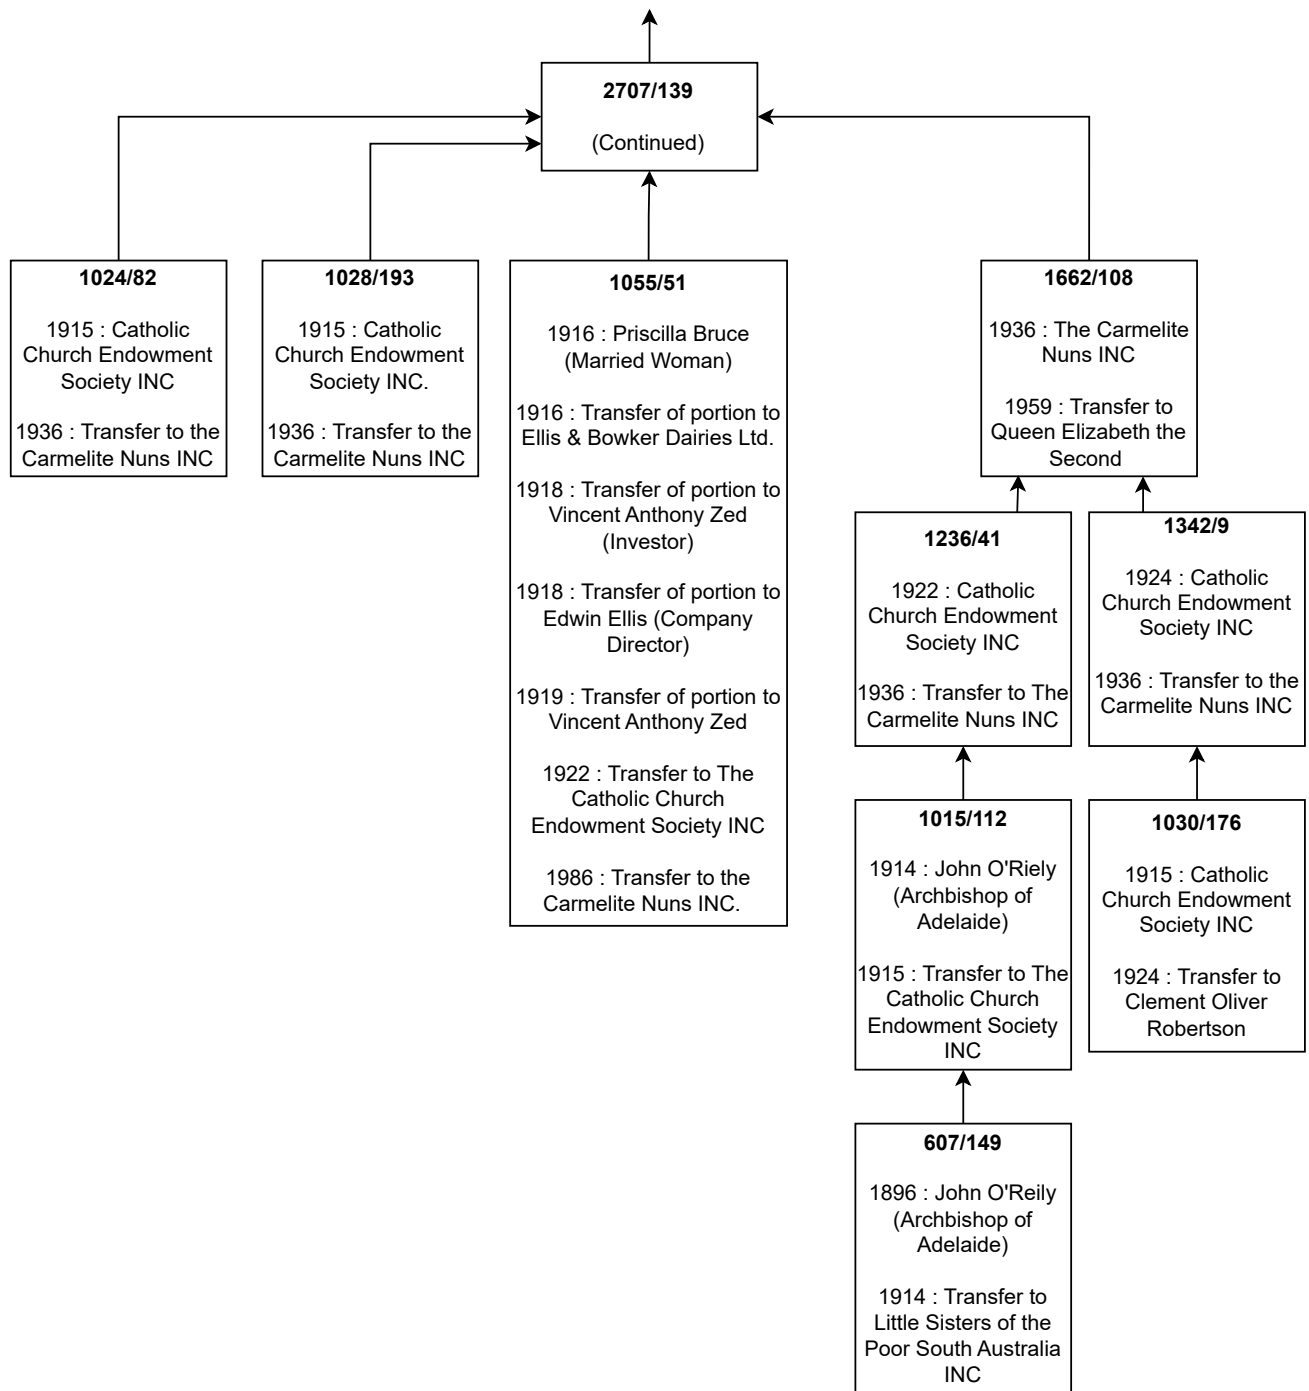 2707/139
(Continued)
1024/82
1915 : Catholic
Church Endowment
Society INC
1936 : Transfer to the
Carmelite Nuns INC
1028/193
1915 : Catholic
Church Endowment
Society INC.
1936 : Transfer to the
Carmelite Nuns INC
1055/51
1916 : Priscilla Bruce
(Married Woman)
1916 : Transfer of portion to
Ellis & Bowker Dairies Ltd.
1918 : Transfer of portion to
Vincent Anthony Zed
(Investor)
1918 : Transfer of portion to
Edwin Ellis (Company
Director)
1919 : Transfer of portion to
Vincent Anthony Zed
1922 : Transfer to The
Catholic Church
Endowment Society INC
1986 : Transfer to the
Carmelite Nuns INC.
1662/108
1936 : The Carmelite
Nuns INC
1959 : Transfer to
Queen Elizabeth the
Second
1236/41
1922 : Catholic
Church Endowment
Society INC
1936 : Transfer to The
Carmelite Nuns INC
1342/9
1924 : Catholic
Church Endowment
Society INC
1936 : Transfer to the
Carmelite Nuns INC
1015/112
1914 : John O'Riely
(Archbishop of
Adelaide)
1915 : Transfer to The
Catholic Church
Endowment Society
INC
1030/176
1915 : Catholic
Church Endowment
Society INC
1924 : Transfer to
Clement Oliver
Robertson
607/149
1896 : John O'Reily
(Archbishop of
Adelaide)
1914 : Transfer to
Little Sisters of the
Poor South Australia
INC